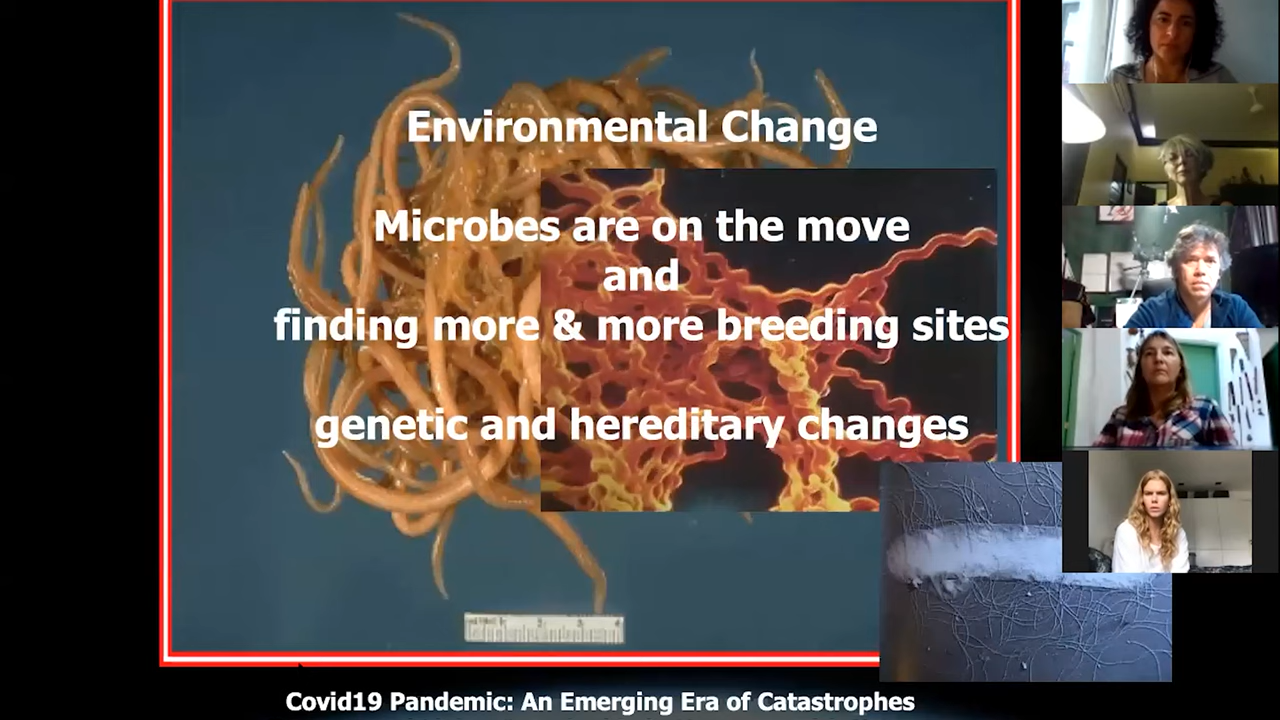 Environmental Change
Microbes are on the move
and
finding more & more breeding sites
genetic and hereditary changes
Covid19 Pandemic: An Emerging Era of Catastrophes